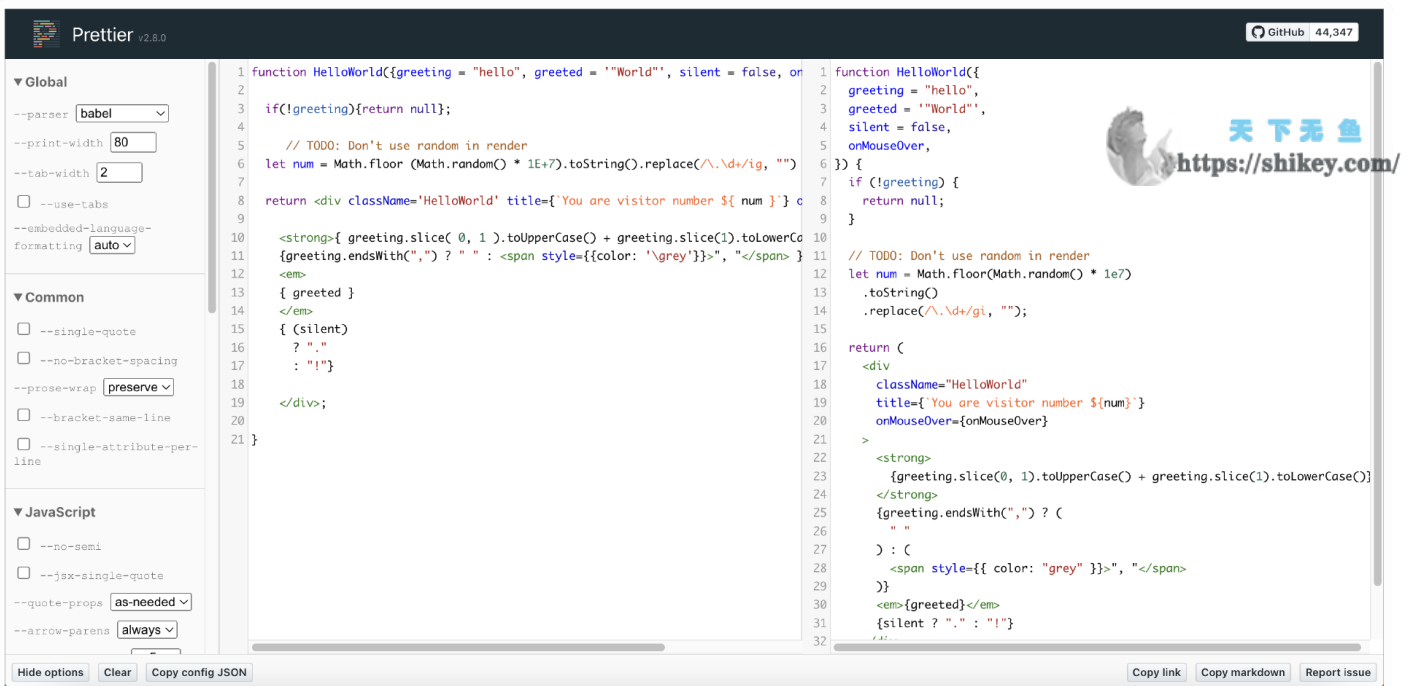 Prettier v2.8.0
GitHub 44,347
▼Global
--parser babel
--print-width 80
--tab-width 2
--use-tabs
--embedded-language-
formatting auto
▼Common
--single-quote
--no-bracket-spacing
--prose-wrap preserve
--bracket-same-line
--single-attribute-per-
line
▼JavaScript
--no-semi
--jsx-single-quote
--quote-props as-needed
--arrow-parens always
1 function HelloWorld({greeting = "hello", greeted = '"World"', silent = false, on
2
3 if(!greeting){return null};
4
5 // TODO: Don't use random in render
6 let num = Math.floor (Math.random() * 1E+7).toString().replace(/\.\d+/ig, "")
7
8 return <div className='HelloWorld' title={`You are visitor number ${ num }`} o
9
10 <strong>{ greeting.slice( 0, 1 ).toUpperCase() + greeting.slice(1).toLowerCa
11 {greeting.endsWith(",") ? " " : <span style={{color: '\grey'}}>", "</span> }
12 <em>
13 { greeted }
14 </em>
15 { (silent)
16 ? "."
17 : "!"}
18
19 </div>;
20
21 }
1 function HelloWorld({
2 greeting = "hello",
3 greeted = '"World"',
4 silent = false,
5 onMouseOver,
6 }) {
7 if (!greeting) {
8 return null;
9 }
10
11 // TODO: Don't use random in render
12 let num = Math.floor(Math.random() * 1e7)
13 .toString()
14 .replace(/\.\d+/gi, "");
15
16 return (
17 <div
18 className="HelloWorld"
19 title={`You are visitor number ${num}`}
20 onMouseOver={onMouseOver}
21 >
22 <strong>
23 {greeting.slice(0, 1).toUpperCase() + greeting.slice(1).toLowerCase()}
24 </strong>
25 {greeting.endsWith(",") ? (
26 " "
27 ) : (
28 <span style={{ color: "grey" }}>", "</span>
29 )}
30 <em>{greeted}</em>
31 {silent ? "." : "!"}
32
天下无鱼
https://shikey.com/
Hide options
Clear
Copy config JSON
Copy link
Copy markdown
Report issue